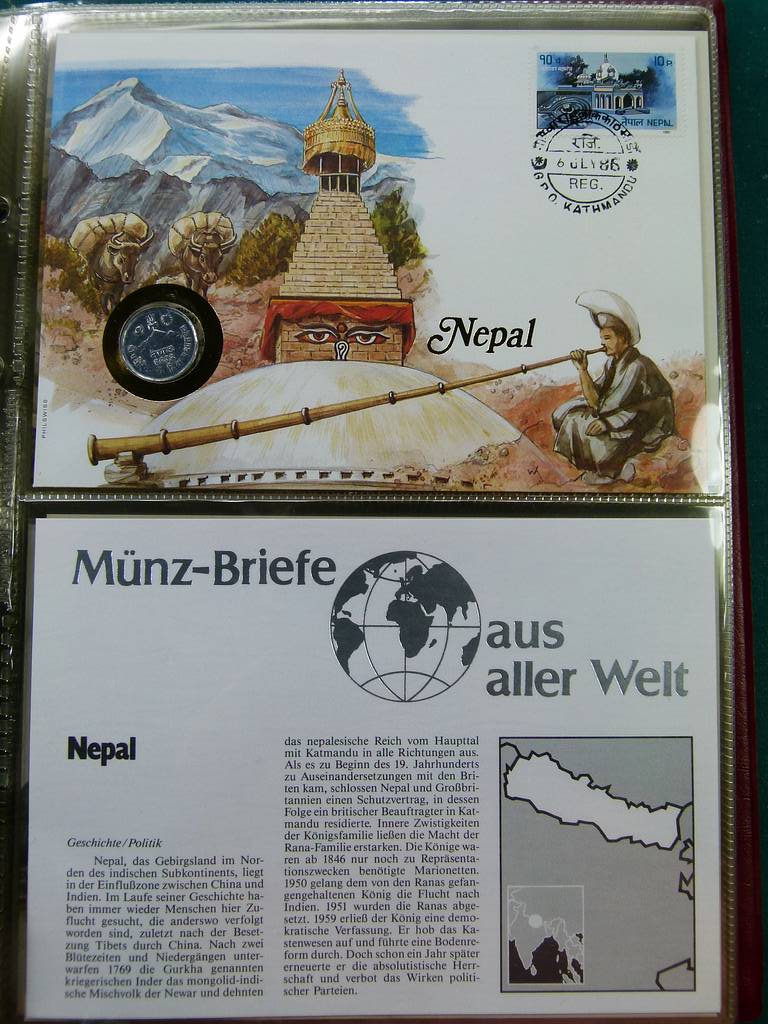 १०
10 P
नेपाल NEPAL
रजि.
6 JLY 86
REG.
G.P.O. KATHMANDU
Nepal
PHILSWISS
Münz-Briefe
aus
aller Welt
Nepal
Geschichte/Politik
Nepal, das Gebirgsland im Nor-
den des indischen Subkontinents, liegt
in der Einflußzone zwischen China und
Indien. Im Laufe seiner Geschichte ha-
ben immer wieder Menschen hier Zu-
flucht gesucht, die anderswo verfolgt
worden sind, zuletzt nach der Beset-
zung Tibets durch China. Nach zwei
Blütezeiten und Niedergängen unter-
warfen 1769 die Gurkha genannten
kriegerischen Inder das mongolid-indi-
sche Mischvolk der Newar und dehnten
das nepalesische Reich vom Haupttal
mit Katmandu in alle Richtungen aus.
Als es zu Beginn des 19. Jahrhunderts
zu Auseinandersetzungen mit den Bri-
ten kam, schlossen Nepal und Großbri-
tannien einen Schutzvertrag, in dessen
Folge ein britischer Beauftragter in Kat-
mandu residierte. Innere Zwistigkeiten
der Königsfamilie ließen die Macht der
Rana-Familie erstarken. Die Könige wa-
ren ab 1846 nur noch zu Repräsenta-
tionszwecken benötigte Marionetten.
1950 gelang dem von den Ranas gefan-
gengehaltenen König die Flucht nach
Indien. 1951 wurden die Ranas abge-
setzt. 1959 erließ der König eine demo-
kratische Verfassung. Er hob das Ka-
stenwesen auf und führte eine Bodenre-
form durch. Doch schon ein Jahr später
erneuerte er die absolutistische Herr-
schaft und verbot das Wirken politi-
scher Parteien.